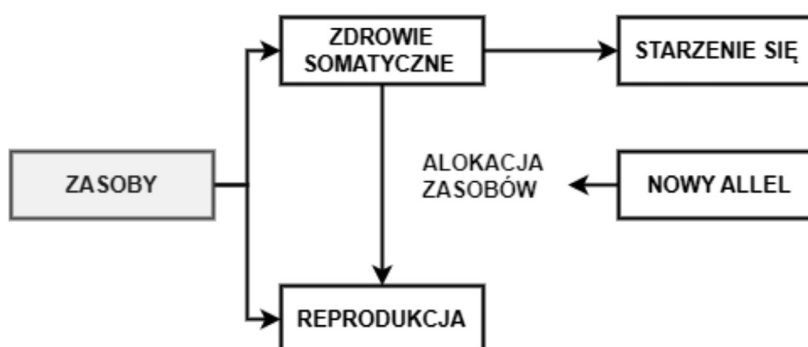 ZDROWIE
SOMATYCZNE
STARZENIE SIĘ
ZASOBY
ALOKACJA
ZASOBÓW
NOWY ALLEL
REPRODUKCJA